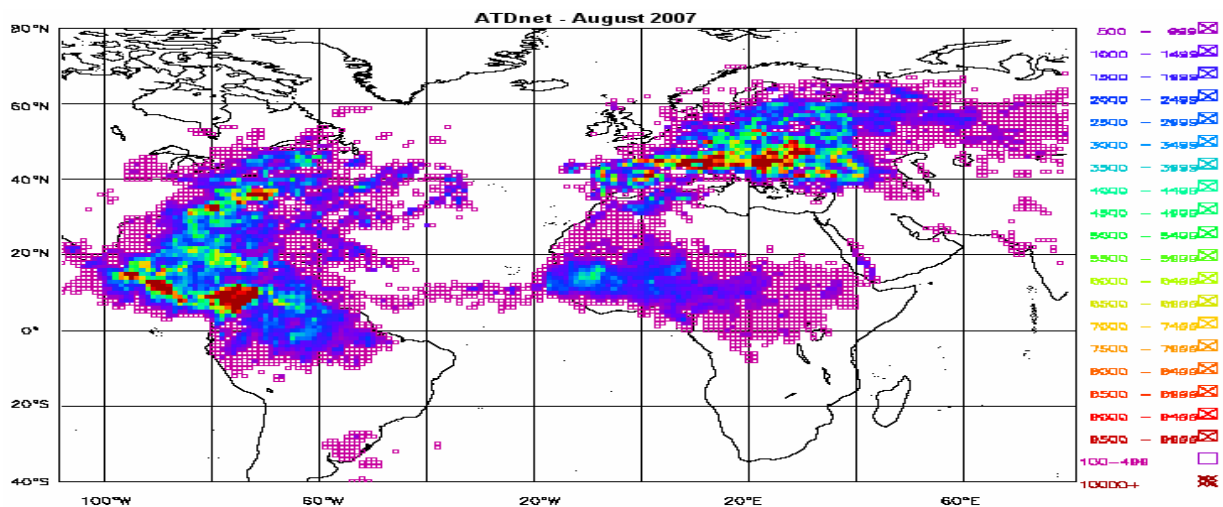 ATDnet - August 2007
80°N
60°N
40°N
20°N
0°
20°S
40°S
100°W
60°W
20°W
20°E
60°E
500 - 999
1000 - 1499
1500 - 1999
2000 - 2499
2500 - 2999
3000 - 3499
3500 - 3999
4000 - 4499
4500 - 4999
5000 - 5499
5500 - 5999
6000 - 6499
6500 - 6999
7000 - 7499
7500 - 7999
8000 - 8499
8500 - 8999
9000 - 9499
9500 - 9999
100-499
10000+